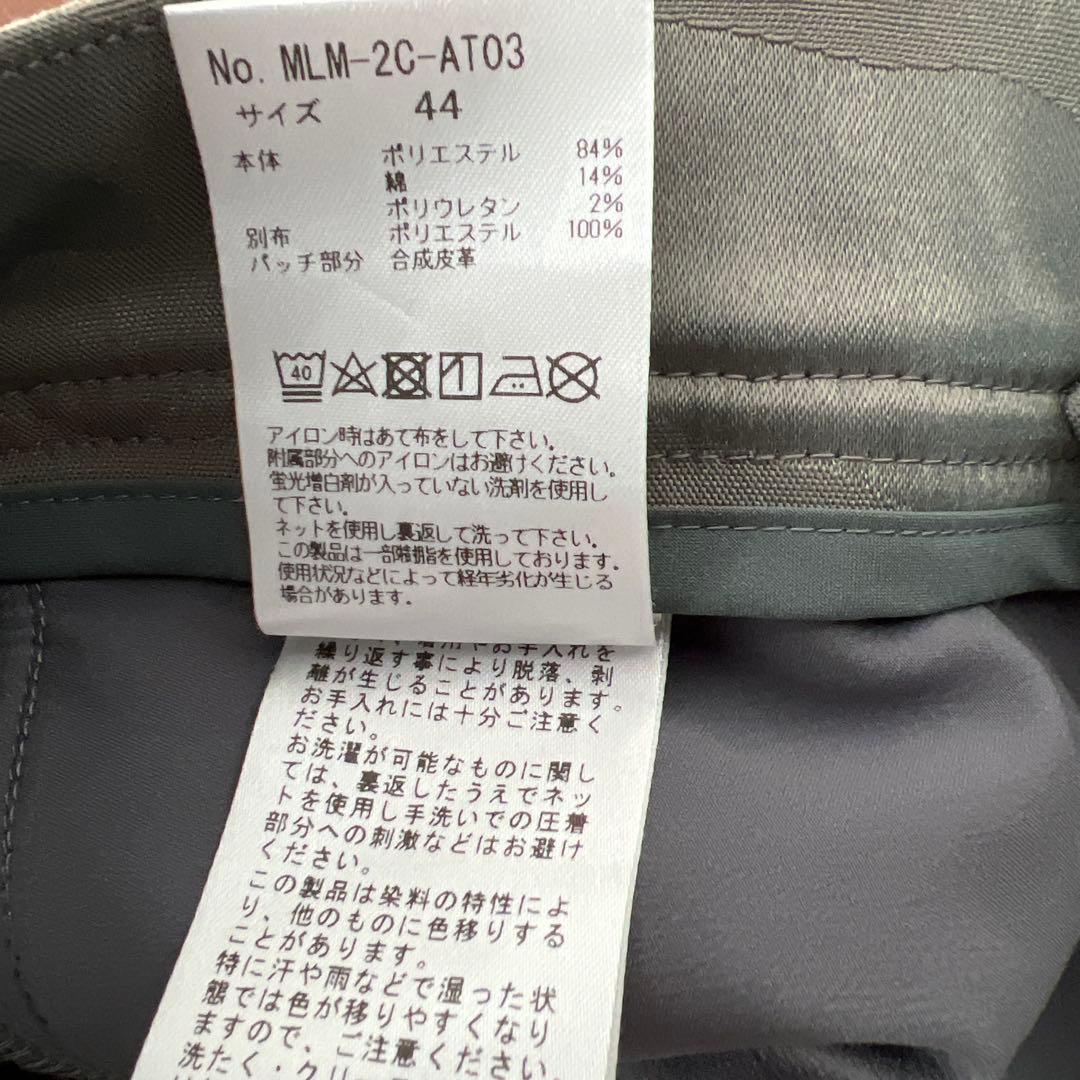 No. MLM-2C-AT03
サイズ 44
本体 ポリエステル 84%
綿 14%
ポリウレタン 2%
別布 ポリエステル 100%
パッチ部分 合成皮革
40
アイロン時はあて布をして下さい。
附属部分へのアイロンはお避けください。
蛍光増白剤が入っていない洗剤を使用し
て下さい。
ネットを使用し裏返して洗って下さい。
この製品は一部樹脂を使用しております。
使用状況などによって経年劣化が生じる
場合があります。
やお手入れを
繰り返す事により脱落、剥
離が生じることがあります。
お手入れには十分ご注意く
ださい。
お洗濯が可能なものに関し
ては、裏返したうえでネッ
トを使用し手洗いでの圧着
部分への刺激などはお避け
ください。
この製品は染料の特性によ
り、他のものに色移りする
ことがあります。
特に汗や雨などで湿った状
態では色が移りやすくなり
ますので、ご注意ください。
洗たく・クリー